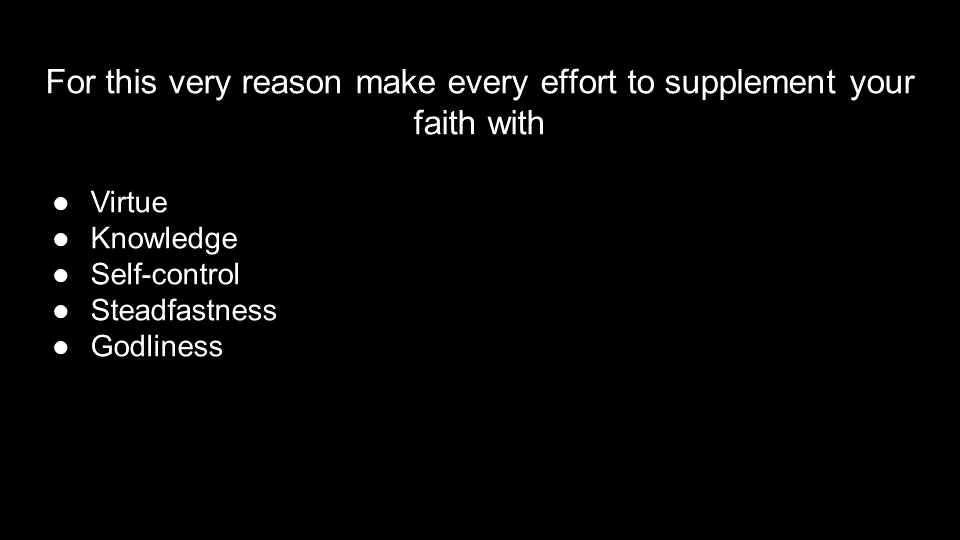 For this very reason make every effort to supplement your
faith with
● Virtue
● Knowledge
● Self-control
● Steadfastness
● Godliness